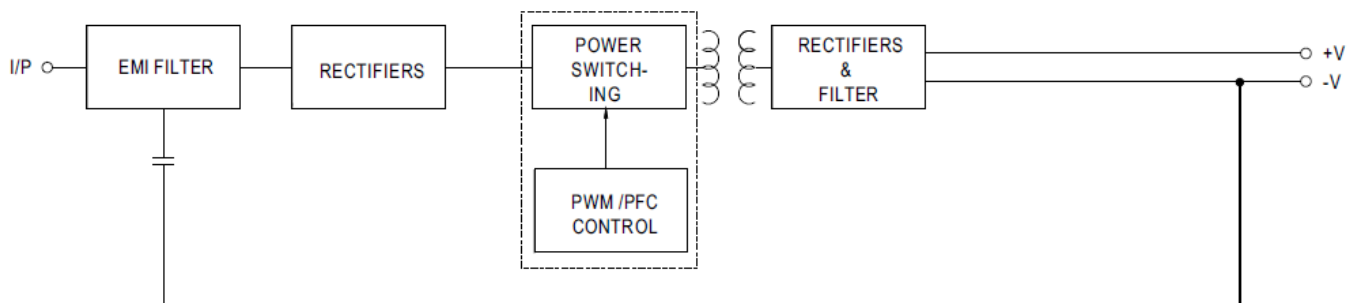 I/P
EMI FILTER
RECTIFIERS
POWER
SWITCH-
ING
RECTIFIERS
&
FILTER
+V
-V
PWM /PFC
CONTROL